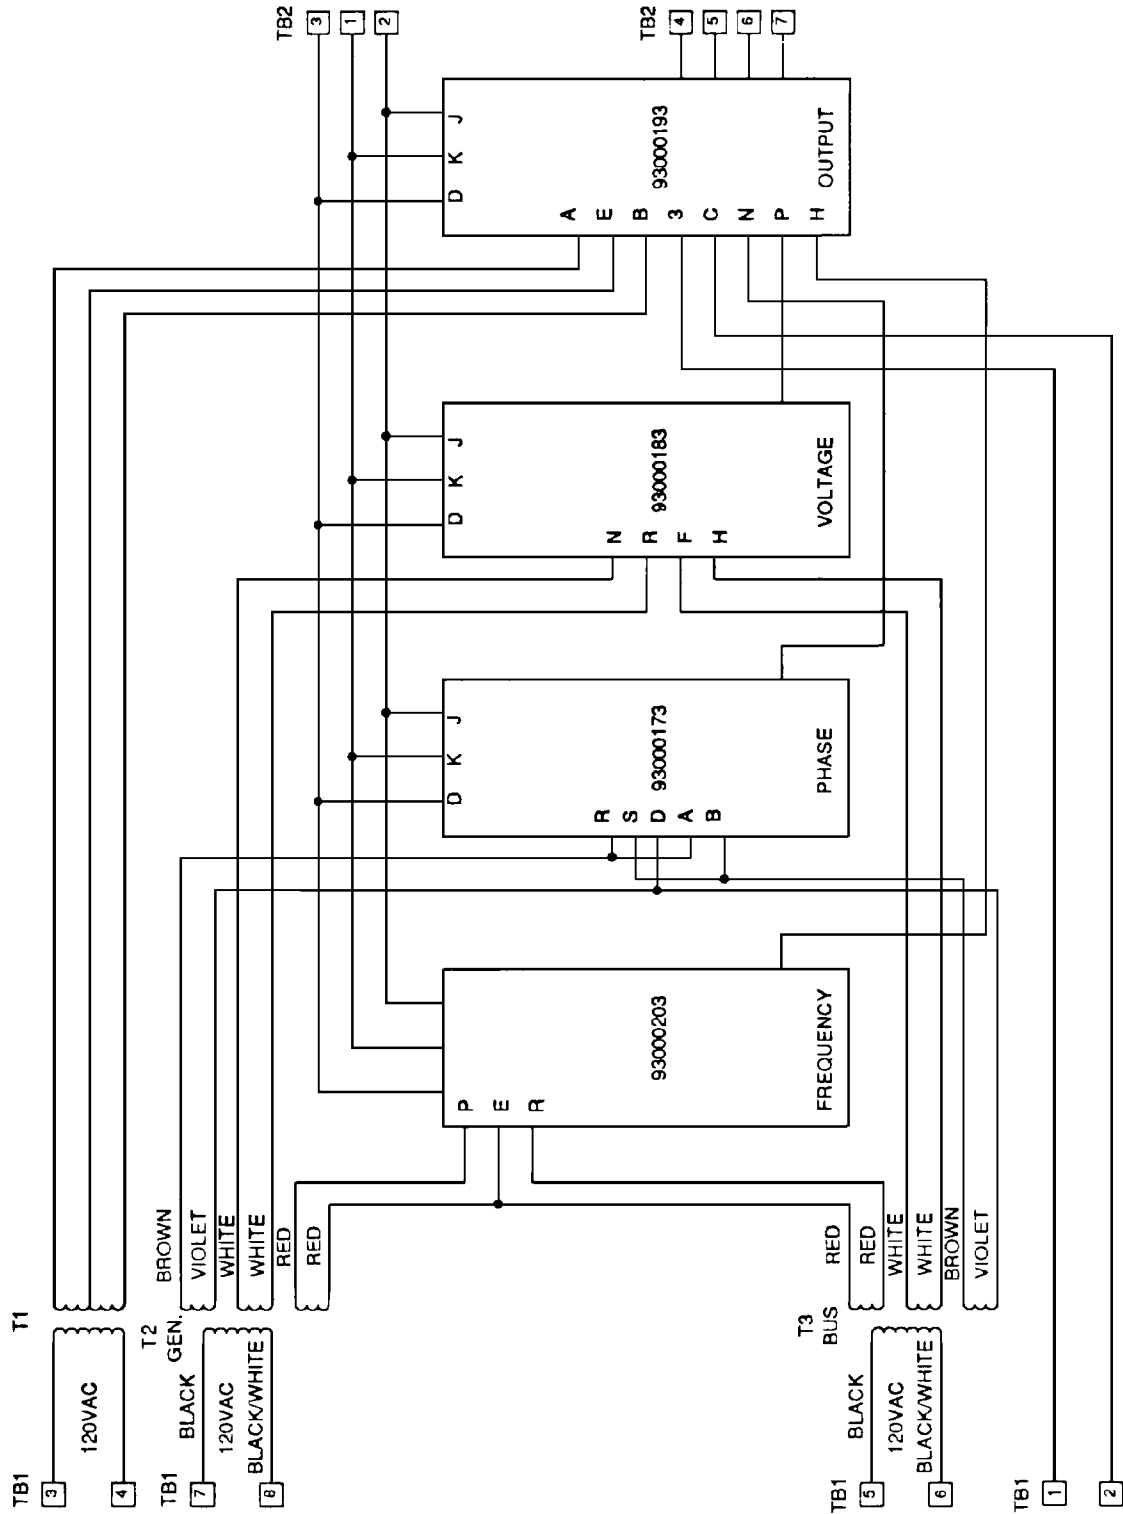 TB1
3
4
120VAC
T1
TB1
7
8
BLACK
120VAC
BLACK/WHITE
T2
GEN.
BROWN
VIOLET
WHITE
WHITE
RED
RED
TB1
5
6
BLACK
120VAC
BLACK/WHITE
T3
BUS
RED
RED
WHITE
WHITE
BROWN
VIOLET
TB1
1
2
P
E
R
93000203
FREQUENCY
D
K
J
R
S
D
A
B
93000173
PHASE
D
K
J
N
R
F
H
93000183
VOLTAGE
D
K
J
A
E
B
3
C
N
P
H
93000193
OUTPUT
TB2
3
1
2
TB2
4
5
6
7